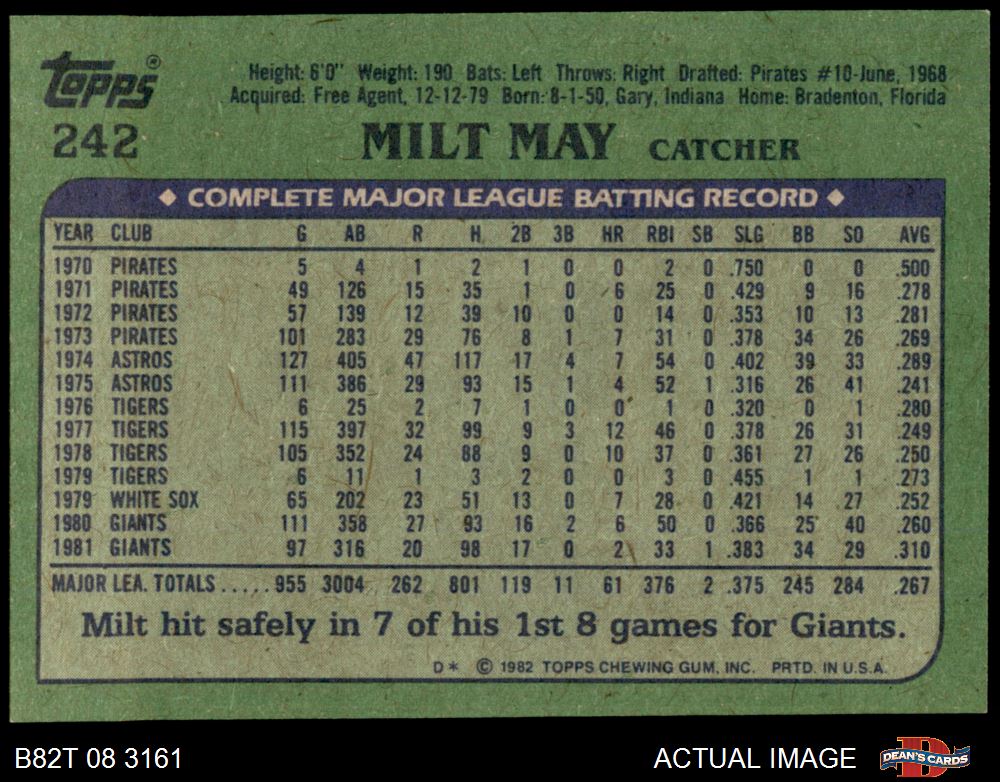 Topps®
Height: 6'0" Weight: 190 Bats: Left Throws: Right Drafted: Pirates #10-June, 1968
Acquired: Free Agent, 12-12-79 Born: 8-1-50, Gary, Indiana Home: Bradenton, Florida
242 MILT MAY CATCHER
◆ COMPLETE MAJOR LEAGUE BATTING RECORD ◆
YEAR CLUB G AB R H 2B 3B HR RBI SB SLG BB SO AVG
1970 PIRATES 5 4 1 2 1 0 0 2 0 .750 0 0 .500
1971 PIRATES 49 126 15 35 1 0 6 25 0 .429 9 16 .278
1972 PIRATES 57 139 12 39 10 0 0 14 0 .353 10 13 .281
1973 PIRATES 101 283 29 76 8 1 7 31 0 .378 34 26 .269
1974 ASTROS 127 405 47 117 17 4 7 54 0 .402 39 33 .289
1975 ASTROS 111 386 29 93 15 1 4 52 1 .316 26 41 .241
1976 TIGERS 6 25 2 7 1 0 0 1 0 .320 0 1 .280
1977 TIGERS 115 397 32 99 9 3 12 46 0 .378 26 31 .249
1978 TIGERS 105 352 24 88 9 0 10 37 0 .361 27 26 .250
1979 TIGERS 6 11 1 3 2 0 0 3 0 .455 1 1 .273
1979 WHITE SOX 65 202 23 51 13 0 7 28 0 .421 14 27 .252
1980 GIANTS 111 358 27 93 16 2 6 50 0 .366 25 40 .260
1981 GIANTS 97 316 20 98 17 0 2 33 1 .383 34 29 .310
MAJOR LEA. TOTALS ..... 955 3004 262 801 119 11 61 376 2 .375 245 284 .267
Milt hit safely in 7 of his 1st 8 games for Giants.
D* © 1982 TOPPS CHEWING GUM, INC. PRTD. IN U.S.A.
B82T 08 3161 ACTUAL IMAGE DEAN'S CARDS